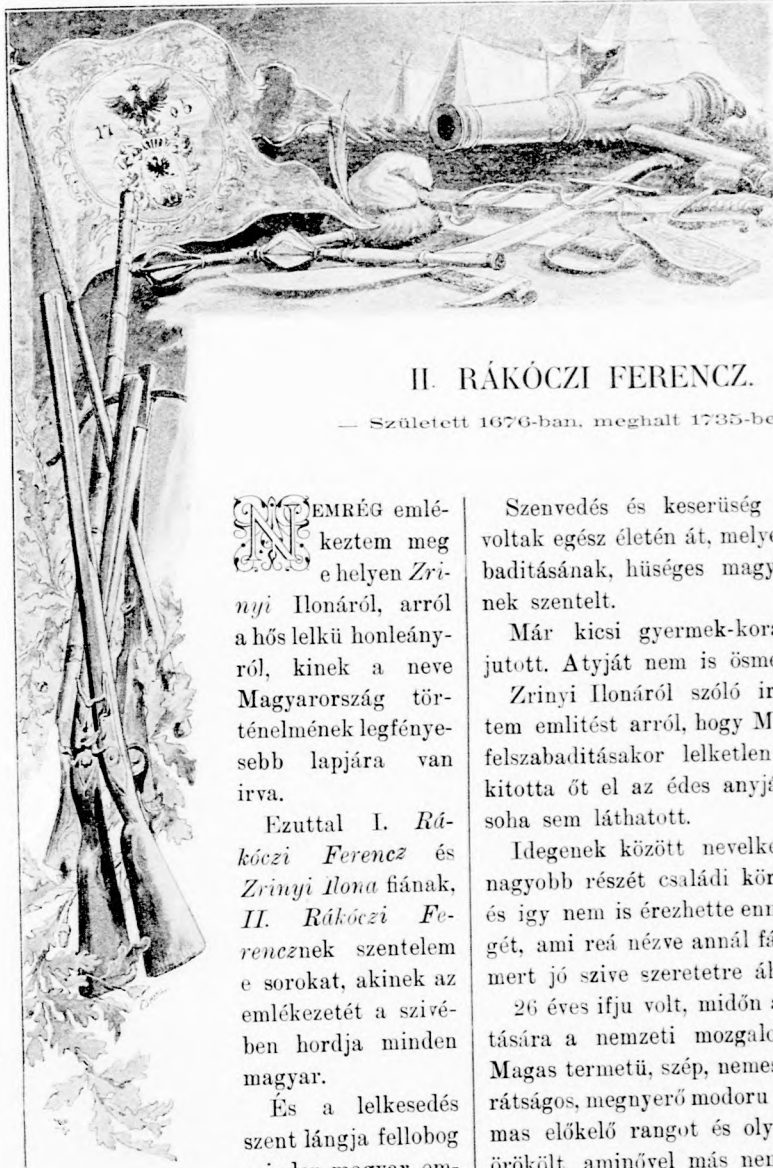 17 05
II. RÁKÓCZI FERENCZ.
— Született 1676-ban, meghalt 1735-be
NEMRÉG emlé-
keztem meg
e helyen Zri-
nyi Ilonáról, arról
a hős lelkü honleány-
ról, kinek a neve
Magyarország tör-
ténelmének legfénye-
sebb lapjára van
irva.
Ezuttal I. Rá-
kóczi Ferencz és
Zrinyi Ilona fiának,
II. Rákóczi Fe-
rencznek szentelem
e sorokat, akinek az
emlékezetét a szivé-
ben hordja minden
magyar.
És a lelkesedés
szent lángja fellobog
minden magyar em-
Szenvedés és keserüség
voltak egész életén át, melye
baditásának, hüséges magy
nek szentelt.
Már kicsi gyermek-kora
jutott. Atyját nem is ösme
Zrinyi Ilonáról szóló ir
tem emlitést arról, hogy M
felszabaditásakor lelketlen
kitotta őt el az édes anyjá
soha sem láthatott.
Idegenek között nevelke
nagyobb részét családi kör
és igy nem is érezhette enn
gét, ami reá nézve annál fá
mert jó szive szeretetre áh
26 éves ifju volt, midőn a
tására a nemzeti mozgalo
Magas termetü, szép, nemes
rátságos, megnyerő modoru
mas előkelő rangot és oly
örökölt, aminővel más nem